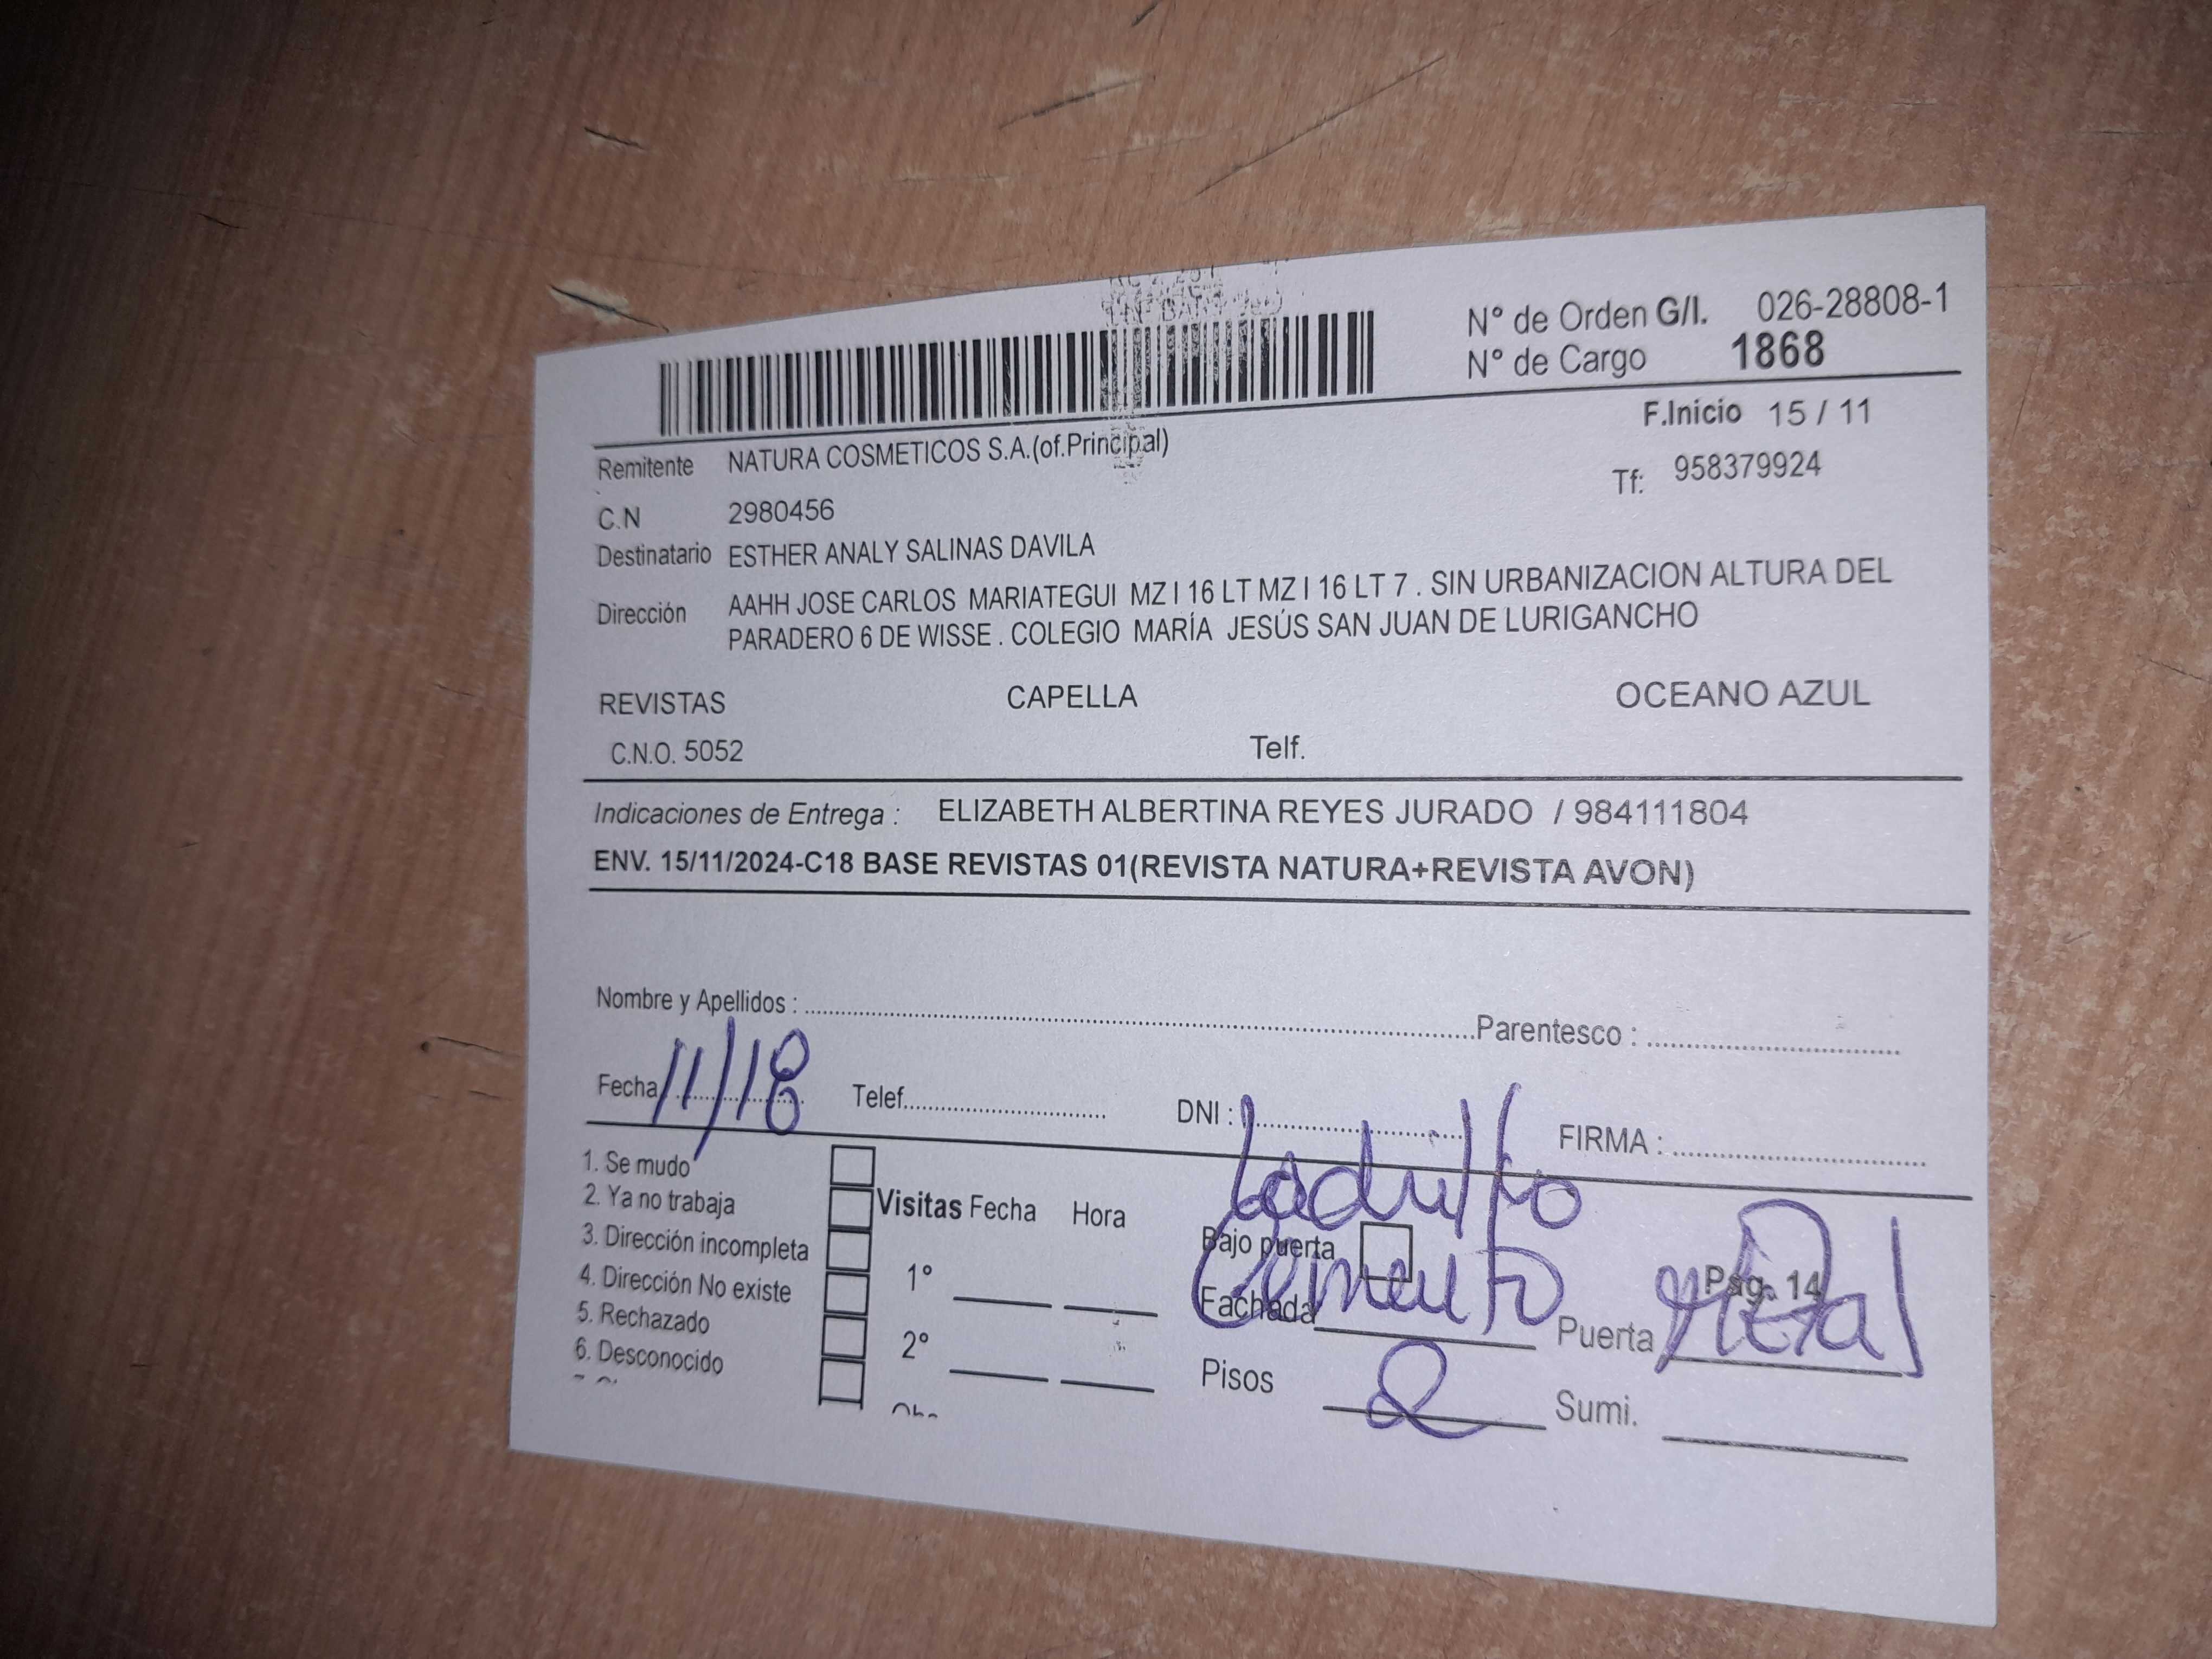 N° de Orden G/I. 026-28808-1
N° de Cargo 1868
F.Inicio 15 / 11
Remitente NATURA COSMETICOS S.A.(of.Principal)
Tf: 958379924
C.N 2980456
Destinatario ESTHER ANALY SALINAS DAVILA
Dirección AAHH JOSE CARLOS MARIATEGUI MZ I 16 LT MZ I 16 LT 7 . SIN URBANIZACION ALTURA DEL
PARADERO 6 DE WISSE . COLEGIO MARÍA JESÚS SAN JUAN DE LURIGANCHO
REVISTAS CAPELLA OCEANO AZUL
C.N.O. 5052 Telf.
Indicaciones de Entrega : ELIZABETH ALBERTINA REYES JURADO / 984111804
ENV. 15/11/2024-C18 BASE REVISTAS 01(REVISTA NATURA+REVISTA AVON)
Nombre y Apellidos : Parentesco :
Fecha 11/18 Telef. DNI : FIRMA :
1. Se mudo
2. Ya no trabaja
3. Dirección incompleta
4. Dirección No existe
5. Rechazado
6. Desconocido
Visitas Fecha Hora
1°
2°
Ladrillo
Bajo puerta
Fachada Cemento Puerta Metal
Pag. 14
Pisos 2 Sumi.